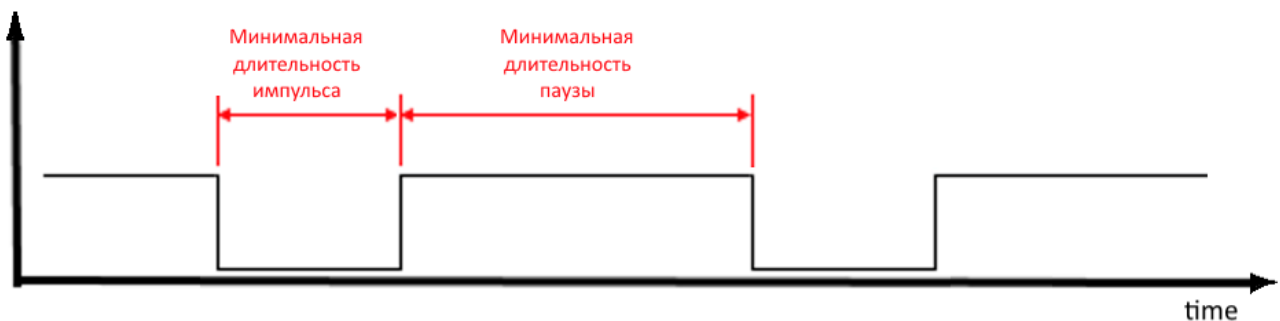 Минимальная
длительность
импульса
Минимальная
длительность
паузы
time